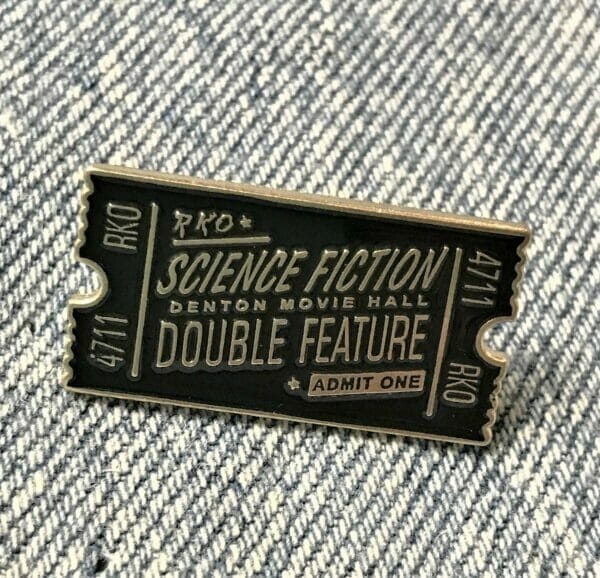 RKO
4711
RKO
SCIENCE FICTION
DENTON MOVIE HALL
DOUBLE FEATURE
ADMIT ONE
4711
RKO